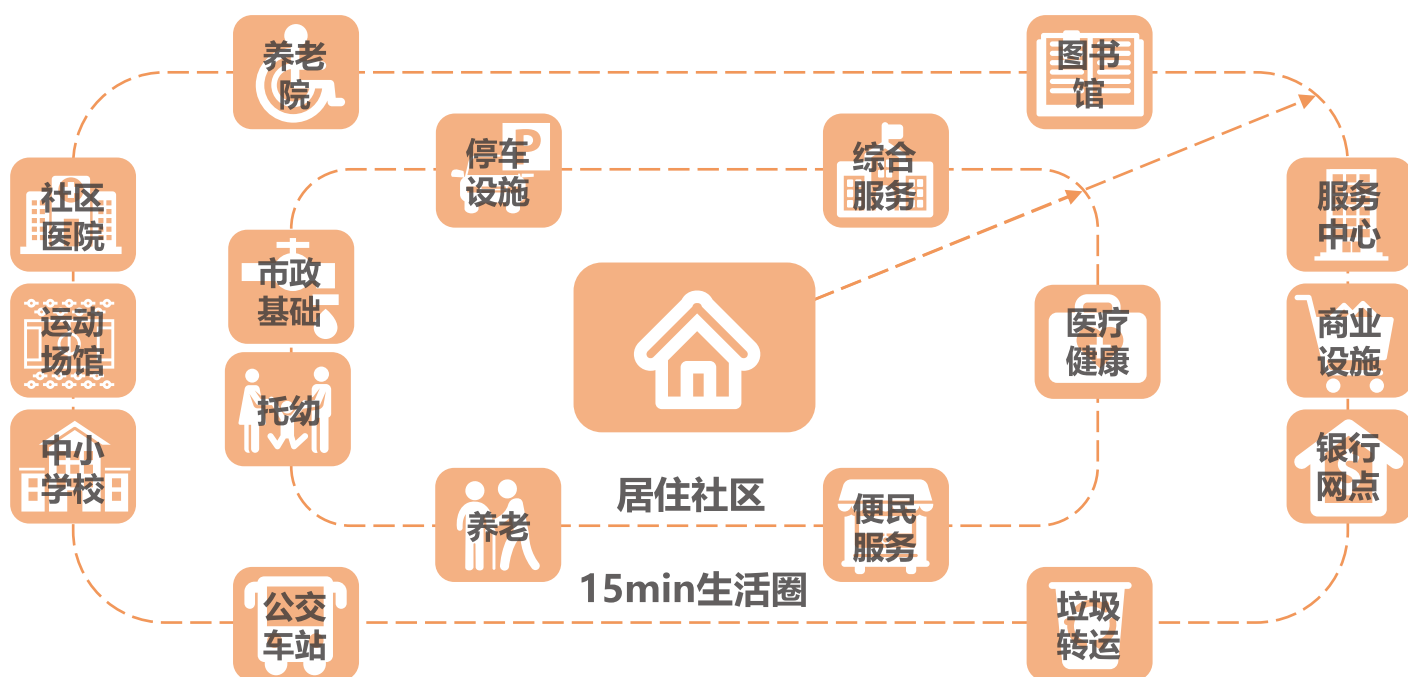 养老
院
图书
馆
停车
设施
综合
服务
社区
医院
服务
中心
市政
基础
运动
场馆
医疗
健康
商业
设施
托幼
中小
学校
银行
网点
居住社区
养老
便民
服务
15min生活圈
公交
车站
垃圾
转运